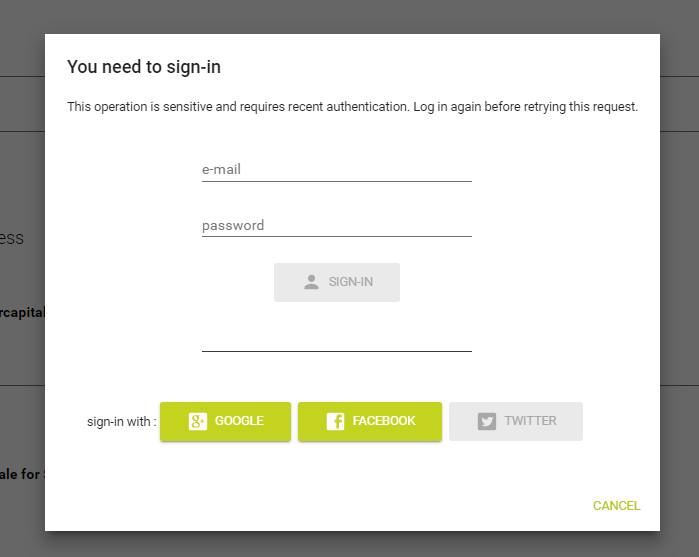 You need to sign-in
This operation is sensitive and requires recent authentication. Log in again before retrying this request.
e-mail
password
ess
SIGN-IN
rcapital
sign-in with : GOOGLE FACEBOOK TWITTER
ale for
CANCEL